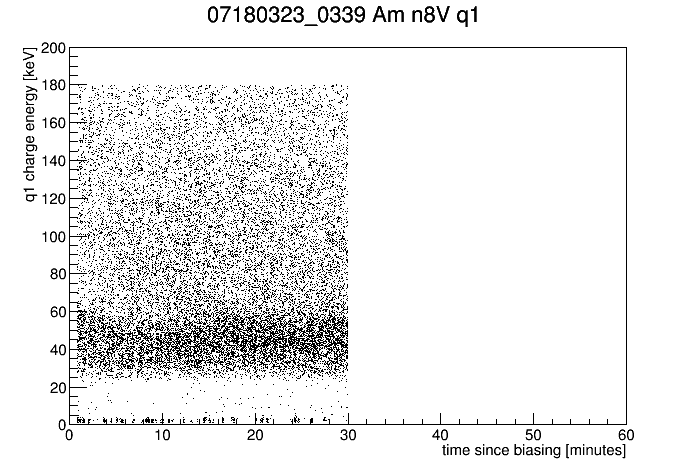 07180323_0339 Am n8V q1
q1 charge energy [keV]
200
180
160
140
120
100
80
60
40
20
0
0 10 20 30 40 50 60
time since biasing [minutes]